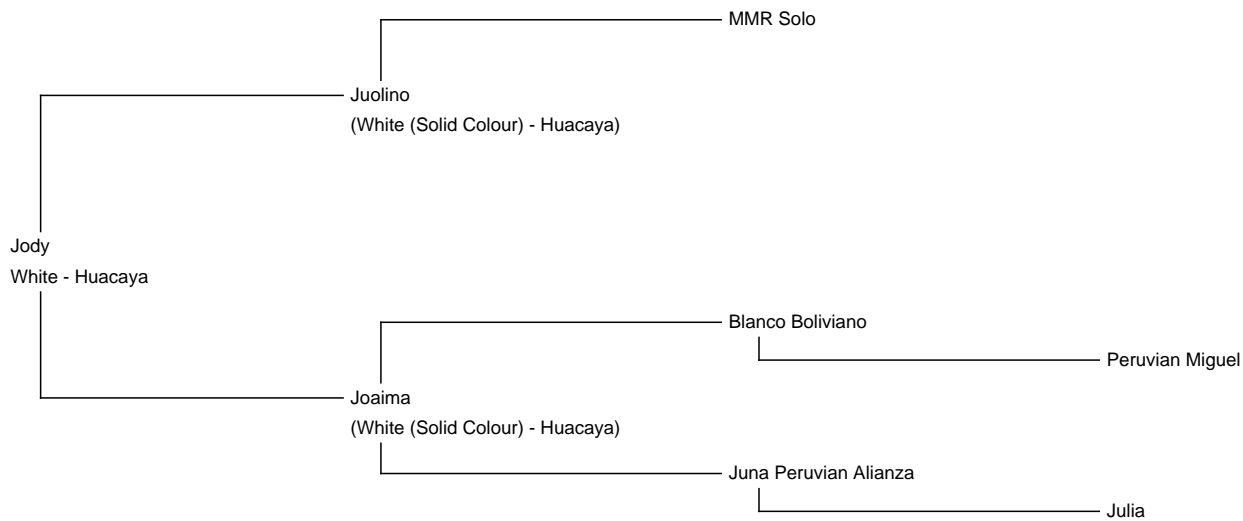 MMR Solo
Juolino
(White (Solid Colour) - Huacaya)
Jody
White - Huacaya
Blanco Boliviano
Peruvian Miguel
Joaima
(White (Solid Colour) - Huacaya)
Juna Peruvian Alianza
Julia